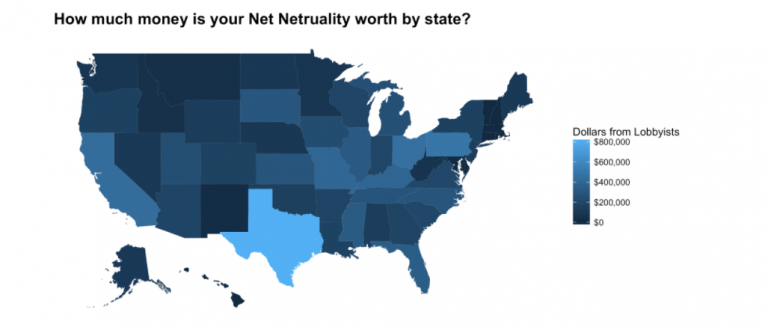 How much money is your Net Netruality worth by state?
Dollars from Lobbyists
$800,000
$600,000
$400,000
$200,000
$0